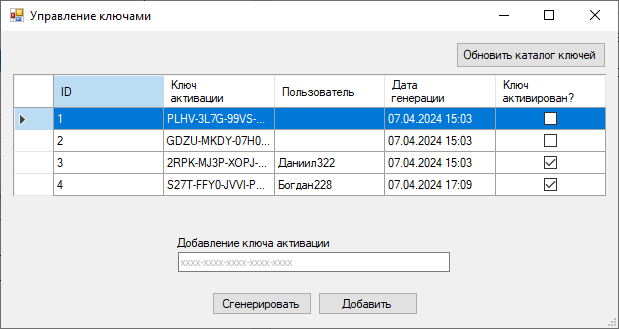 Управление ключами
Обновить каталог ключей
ID Ключ активации Пользователь Дата генерации Ключ активирован?
1 PLHV-3L7G-99VS-... 07.04.2024 15:03
2 GDZU-MKDY-07H0... 07.04.2024 15:03
3 2RPK-MJ3P-XOPJ-... Даниил322 07.04.2024 15:03
4 S27T-FFY0-JVVI-P... Богдан228 07.04.2024 17:09
Добавление ключа активации
xxxx-xxxx-xxxx-xxxx-xxxx
Сгенерировать Добавить